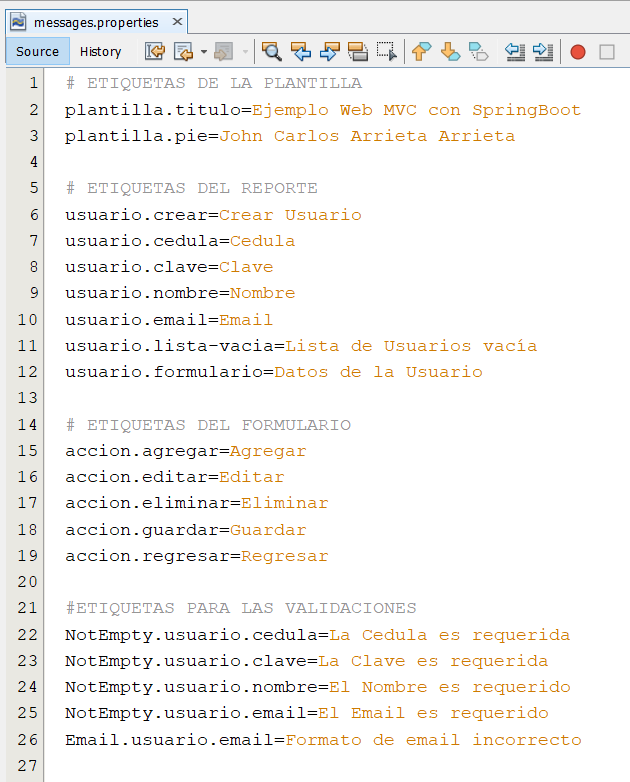 messages.properties
Source History
1 # ETIQUETAS DE LA PLANTILLA
2 plantilla.titulo=Ejemplo Web MVC con SpringBoot
3 plantilla.pie=John Carlos Arrieta Arrieta
4
5 # ETIQUETAS DEL REPORTE
6 usuario.crear=Crear Usuario
7 usuario.cedula=Cedula
8 usuario.clave=Clave
9 usuario.nombre=Nombre
10 usuario.email=Email
11 usuario.lista-vacia=Lista de Usuarios vacía
12 usuario.formulario=Datos de la Usuario
13
14 # ETIQUETAS DEL FORMULARIO
15 accion.agregar=Agregar
16 accion.editar=Editar
17 accion.eliminar=Eliminar
18 accion.guardar=Guardar
19 accion.regresar=Regresar
20
21 #ETIQUETAS PARA LAS VALIDACIONES
22 NotEmpty.usuario.cedula=La Cedula es requerida
23 NotEmpty.usuario.clave=La Clave es requerida
24 NotEmpty.usuario.nombre=El Nombre es requerido
25 NotEmpty.usuario.email=El Email es requerido
26 Email.usuario.email=Formato de email incorrecto
27